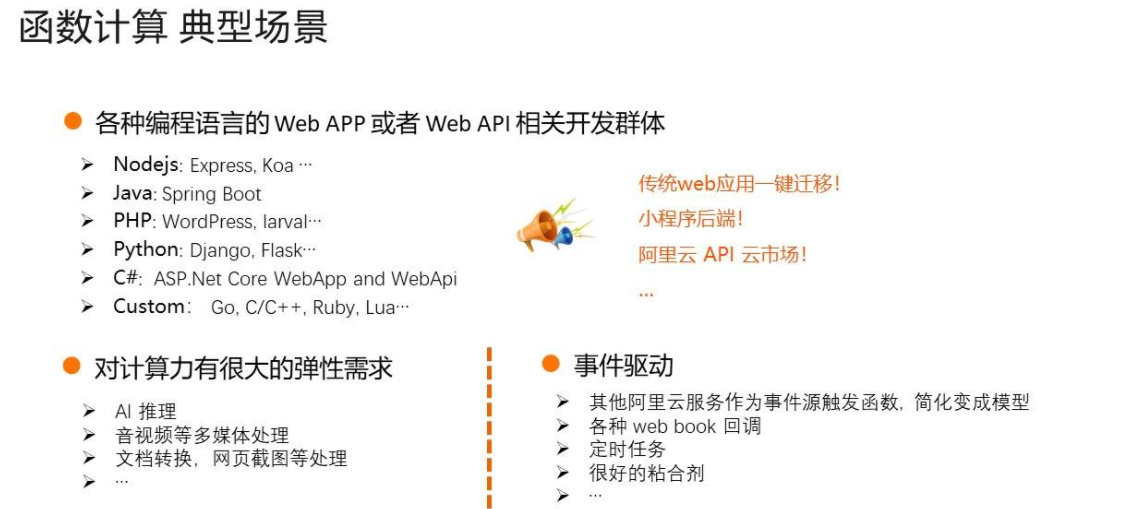 函数计算 典型场景
各种编程语言的 Web APP 或者 Web API 相关开发群体
Nodejs: Express, Koa …
Java: Spring Boot
PHP: WordPress, larval…
Python: Django, Flask…
C#: ASP.Net Core WebApp and WebApi
Custom： Go, C/C++, Ruby, Lua…
传统web应用一键迁移！
小程序后端！
阿里云 API 云市场！
…
对计算力有很大的弹性需求
AI 推理
音视频等多媒体处理
文档转换，网页截图等处理
…
事件驱动
其他阿里云服务作为事件源触发函数, 简化变成模型
各种 web book 回调
定时任务
很好的粘合剂
…